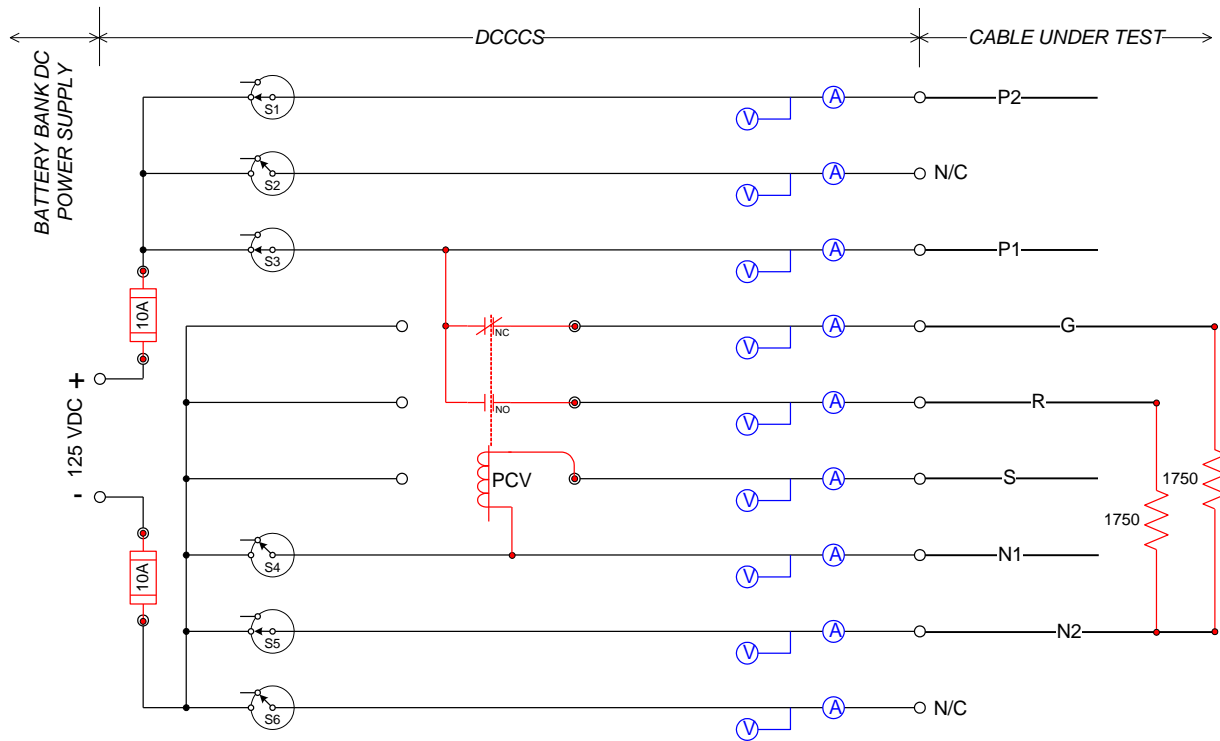 BATTERY BANK DC
POWER SUPPLY
DCCCS
CABLE UNDER TEST
S1
V
A
P2
S2
V
A
N/C
S3
V
A
P1
10A
NC
V
A
G
125 VDC
+
-
NO
V
A
R
PCV
V
A
S
1750
1750
10A
S4
V
A
N1
S5
V
A
N2
S6
V
A
N/C